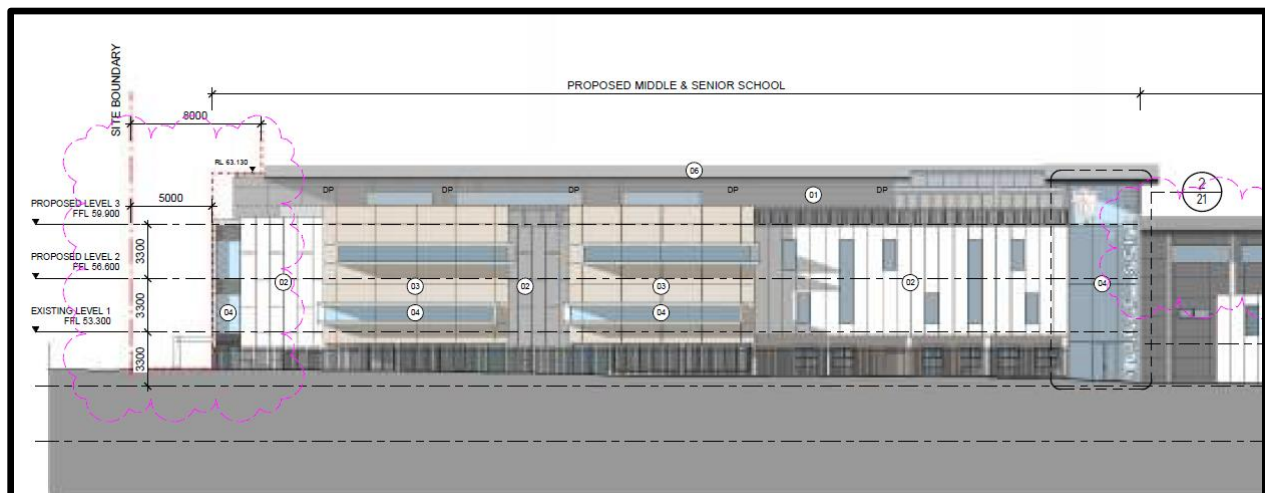 SITE BOUNDARY
PROPOSED MIDDLE & SENIOR SCHOOL
8000
RL 63.130
06
DP
DP
DP
DP
DP
01
2
21
5000
PROPOSED LEVEL 3
FFL 59.900
3300
PROPOSED LEVEL 2
FFL 56.600
02
03
02
03
02
04
3300
EXISTING LEVEL 1
FFL 53.300
04
04
04
3300